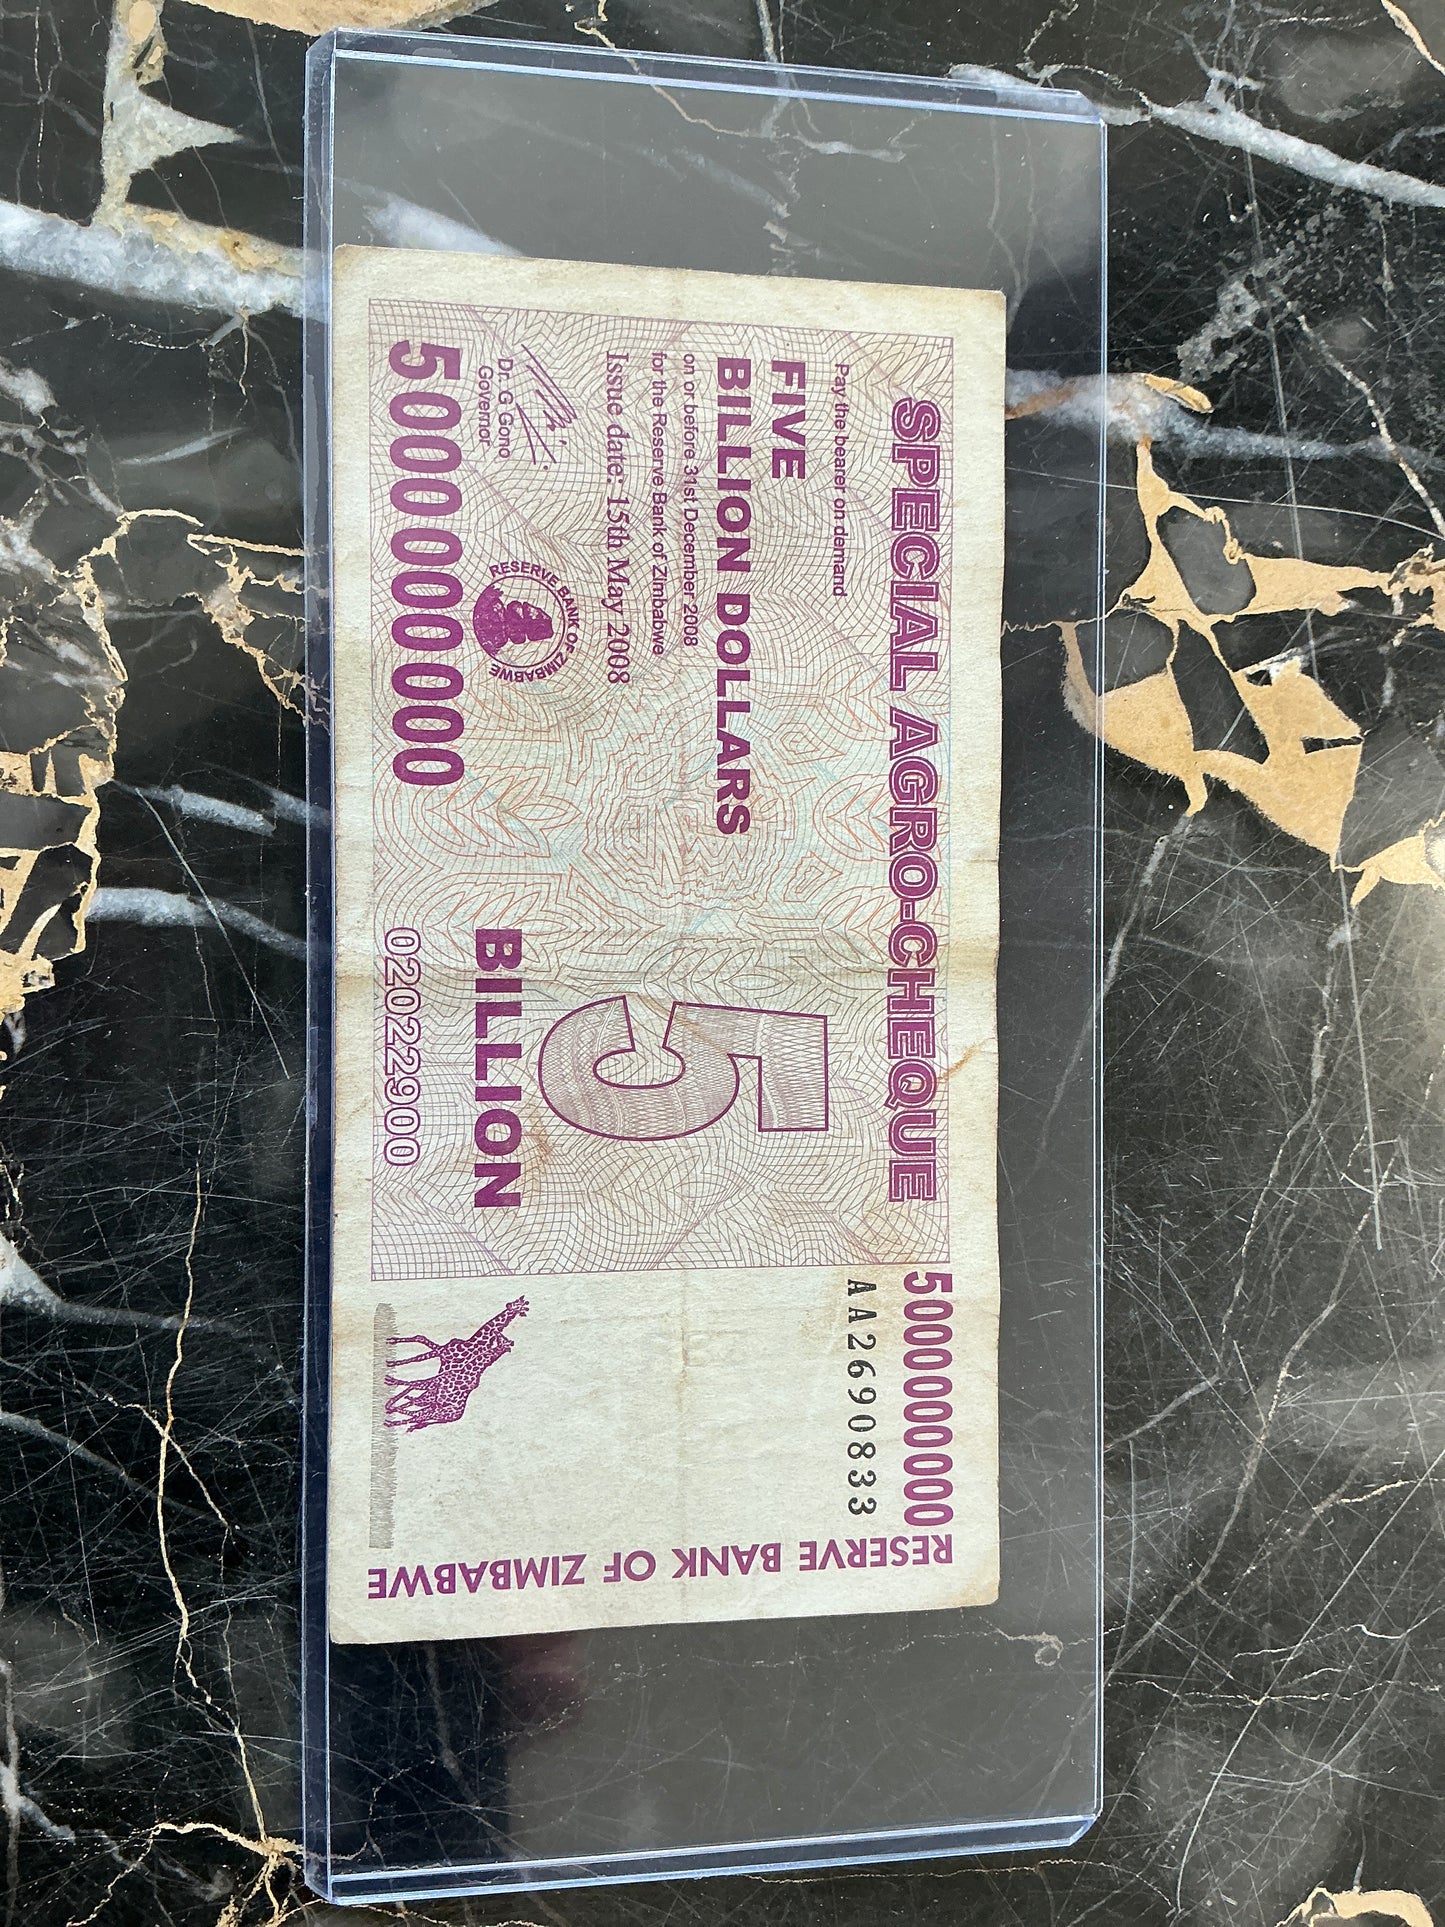 SPECIAL AGRO-CHEQUE
5000000000
Pay the bearer on demand
AA2690833
FIVE
BILLION DOLLARS
on or before 31st December 2008
for the Reserve Bank of Zimbabwe
5
Issue date: 15th May 2008
RESERVE BANK OF ZIMBABWE
Dr. G Gono
Governor
BILLION
5000000000
02022900
RESERVE BANK OF ZIMBABWE